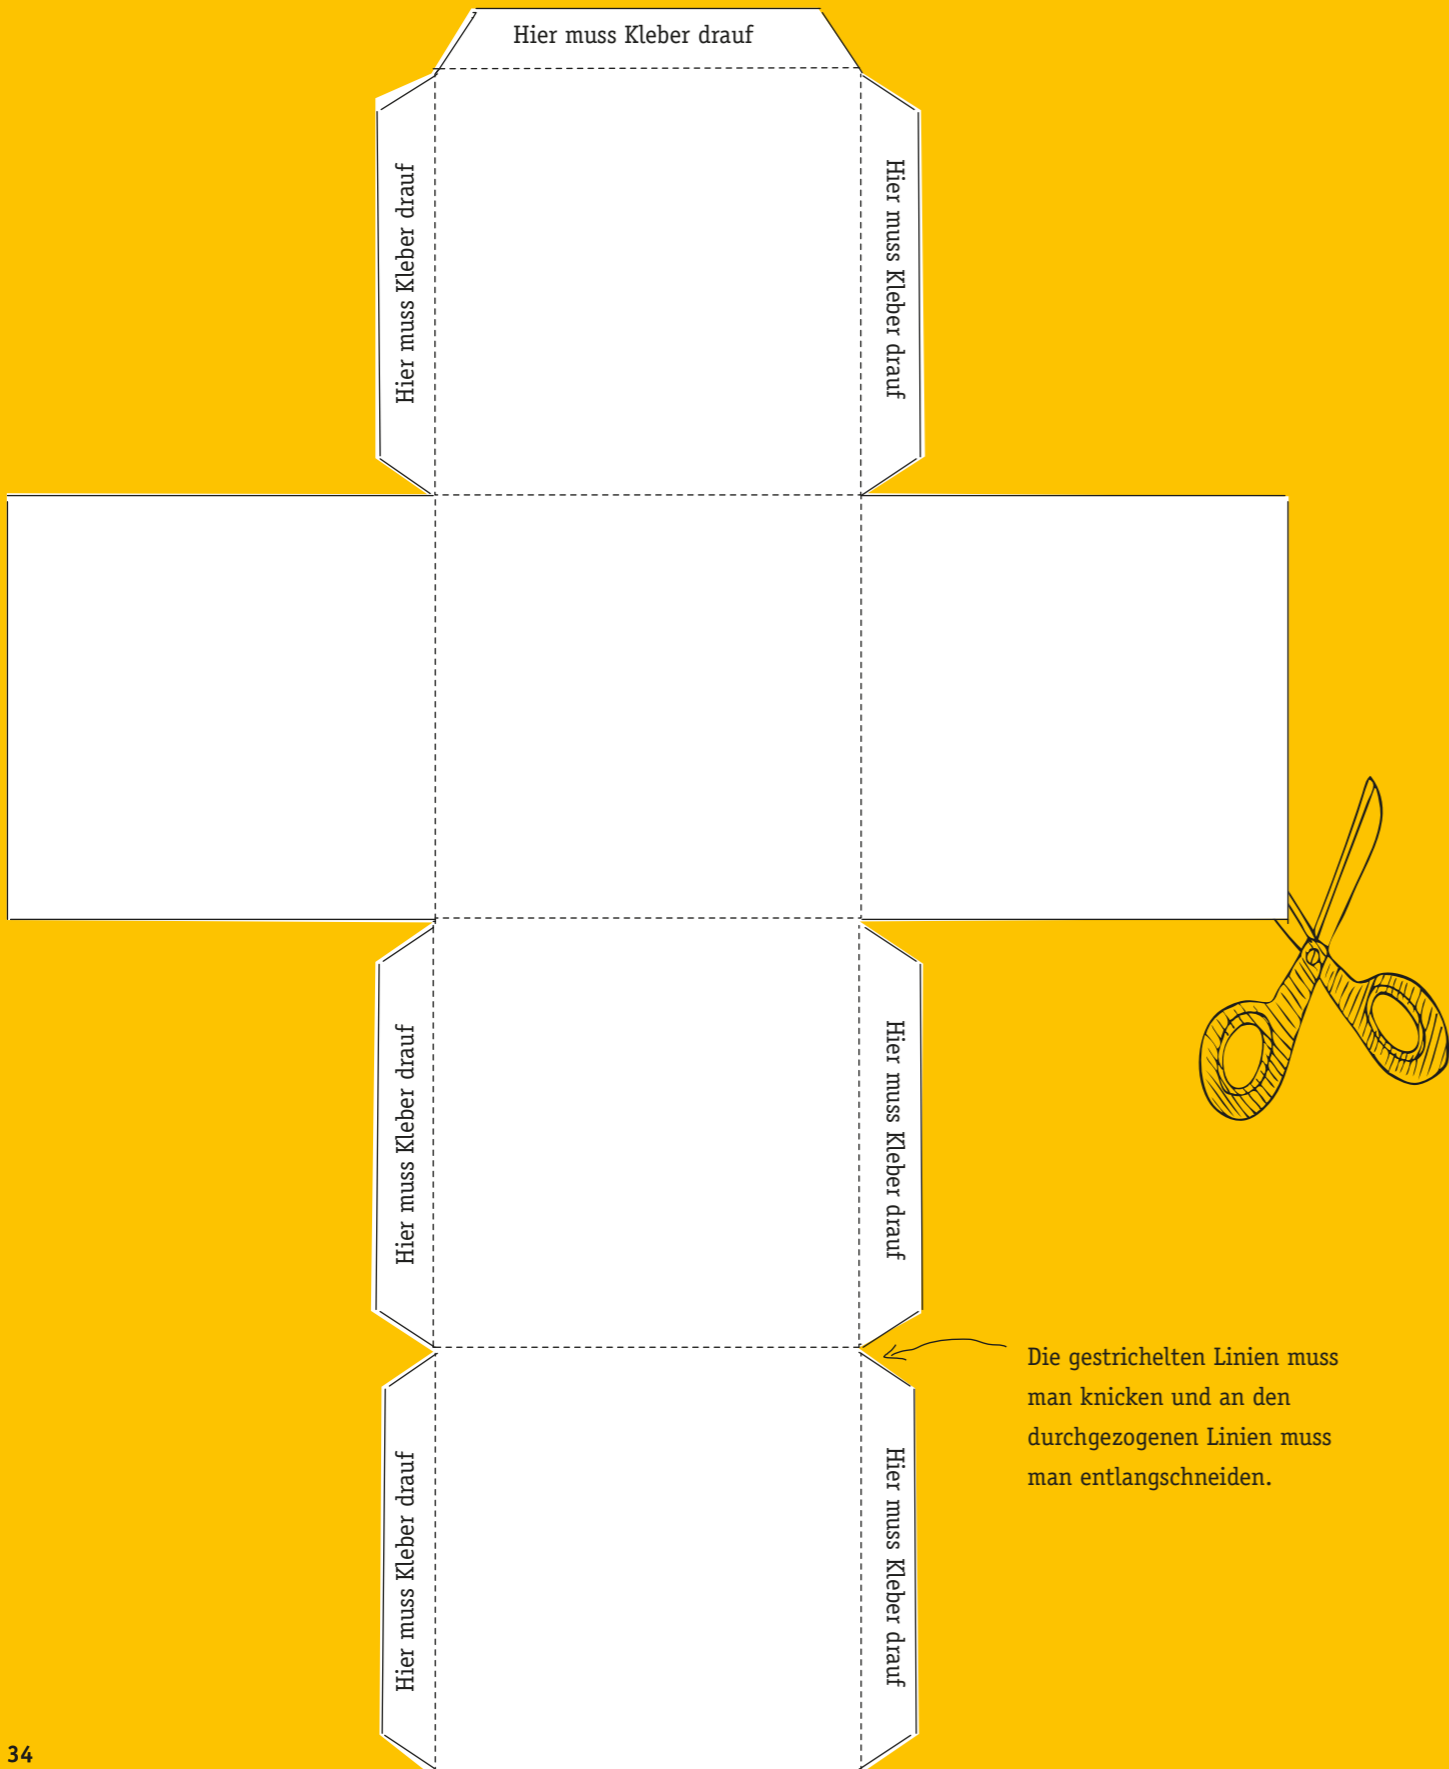 Hier muss Kleber drauf
Hier muss Kleber drauf
Hier muss Kleber drauf
Hier muss Kleber drauf
Hier muss Kleber drauf
Die gestrichelten Linien muss
man knicken und an den
durchgezogenen Linien muss
man entlangschneiden.
Hier muss Kleber drauf
Hier muss Kleber drauf
34